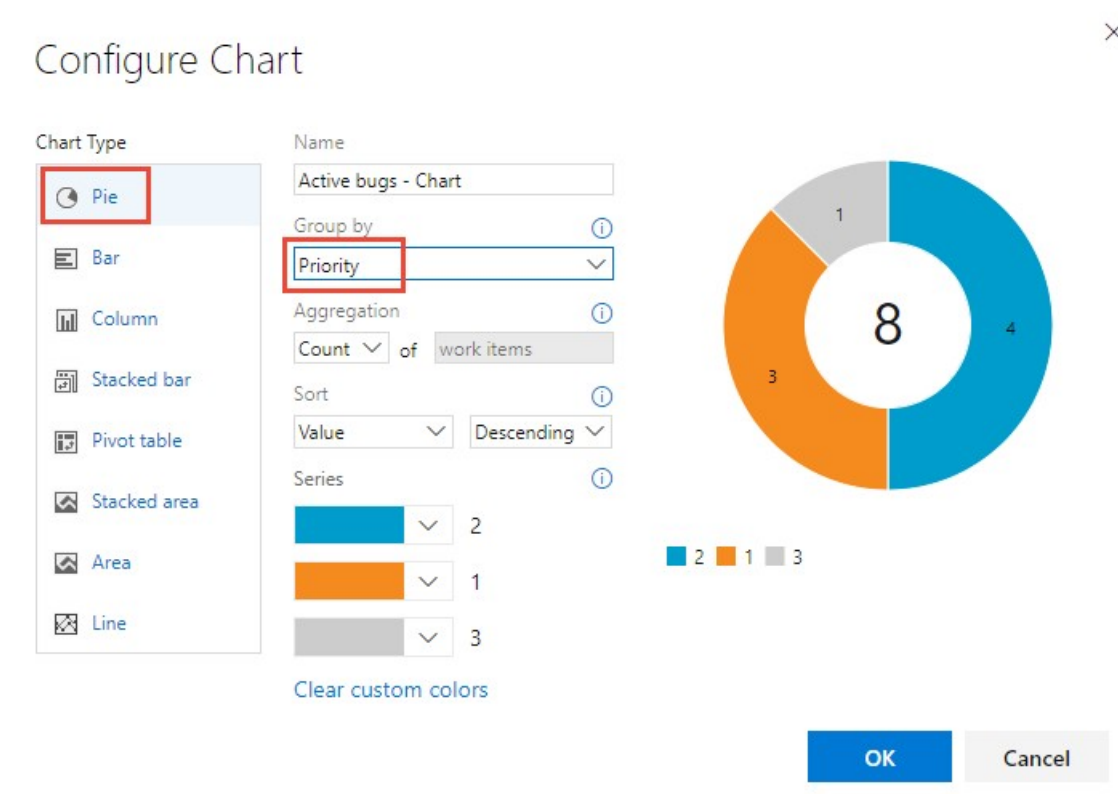 Configure Chart
Chart Type
Pie
Bar
Column
Stacked bar
Pivot table
Stacked area
Area
Line
Name
Active bugs - Chart
Group by
Priority
Aggregation
Count of work items
Sort
Value Descending
Series
2
1
3
Clear custom colors
1
8
4
3
2 1 3
OK Cancel